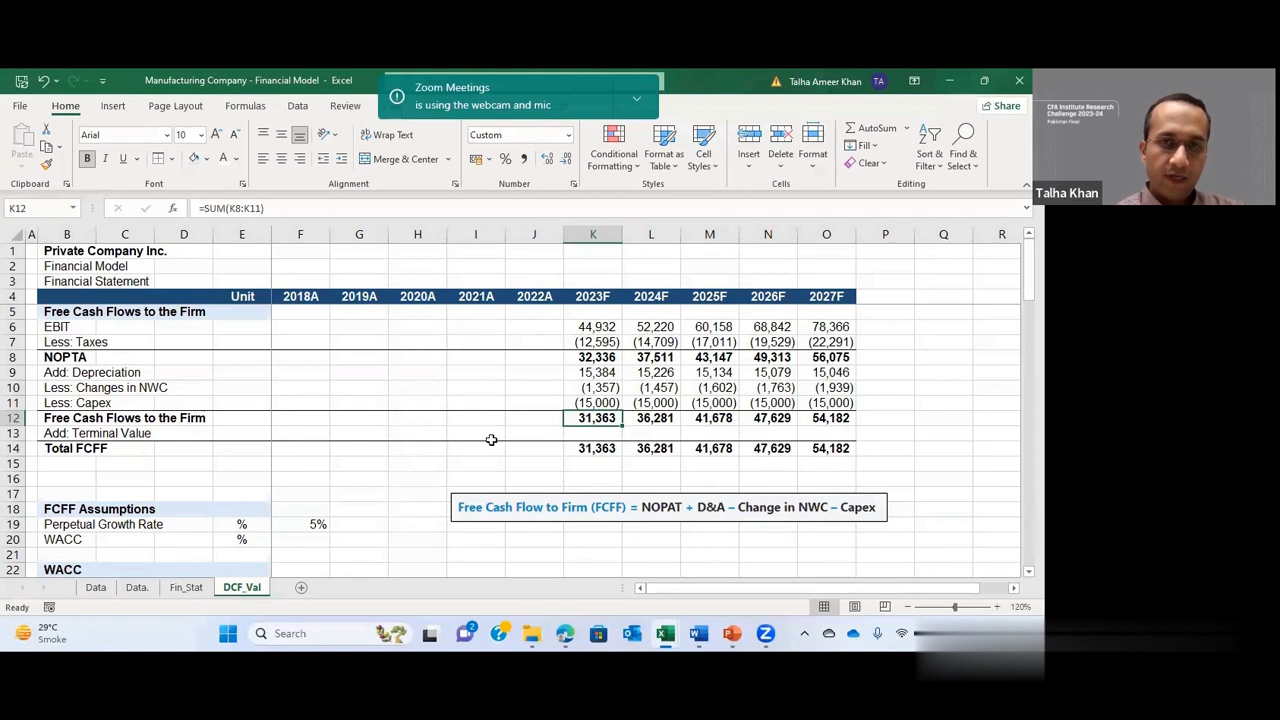 Zoom Meetings
is using the webcam and mic
Manufacturing Company - Financial Model - Excel
Talha Ameer Khan TA
File Home Insert Page Layout Formulas Data Review
Share
Paste
Arial 10 A A
B I U A
Wrap Text
Merge & Center
Custom
% ,
Conditional Formatting
Format as Table
Cell Styles
Insert Delete Format
AutoSum
Fill
Clear
Sort & Filter
Find & Select
Clipboard Font Alignment Number Styles Cells Editing
K12 fx =SUM(K8:K11)
A B C D E F G H I J K L M N O P Q R
1 Private Company Inc.
2 Financial Model
3 Financial Statement
4 Unit 2018A 2019A 2020A 2021A 2022A 2023F 2024F 2025F 2026F 2027F
5 Free Cash Flows to the Firm
6 EBIT 44,932 52,220 60,158 68,842 78,366
7 Less: Taxes (12,595) (14,709) (17,011) (19,529) (22,291)
8 NOPTA 32,336 37,511 43,147 49,313 56,075
9 Add: Depreciation 15,384 15,226 15,134 15,079 15,046
10 Less: Changes in NWC (1,357) (1,457) (1,602) (1,763) (1,939)
11 Less: Capex (15,000) (15,000) (15,000) (15,000) (15,000)
12 Free Cash Flows to the Firm 31,363 36,281 41,678 47,629 54,182
13 Add: Terminal Value
14 Total FCFF 31,363 36,281 41,678 47,629 54,182
15
16
17
Free Cash Flow to Firm (FCFF) = NOPAT + D&A – Change in NWC – Capex
18 FCFF Assumptions
19 Perpetual Growth Rate % 5%
20 WACC %
21
22 WACC
Data Data. Fin_Stat DCF_Val
Ready 120%
29°C
Smoke
Search
2
CFA Institute Research
Challenge 2023-24
Pakistan Final
Talha Khan